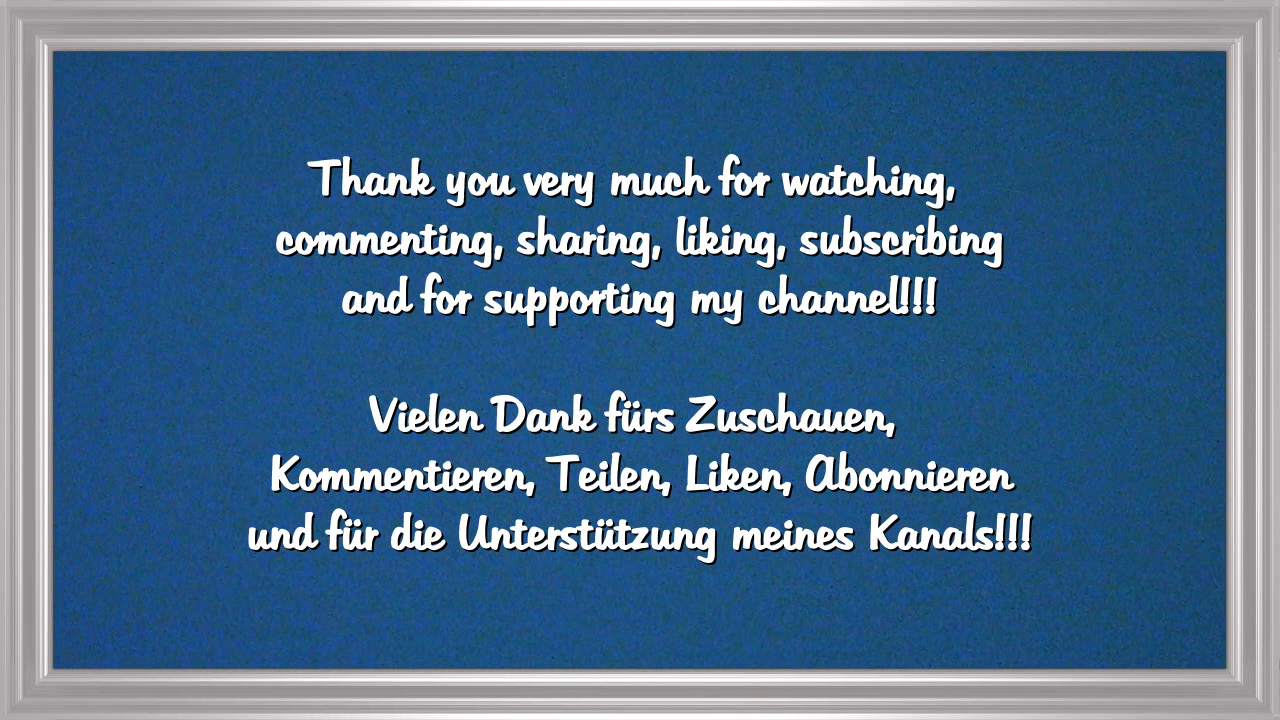 Thank you very much for watching,
commenting, sharing, liking, subscribing
and for supporting my channel!!!
Vielen Dank fürs Zuschauen,
Kommentieren, Teilen, Liken, Abonnieren
und für die Unterstützung meines Kanals!!!